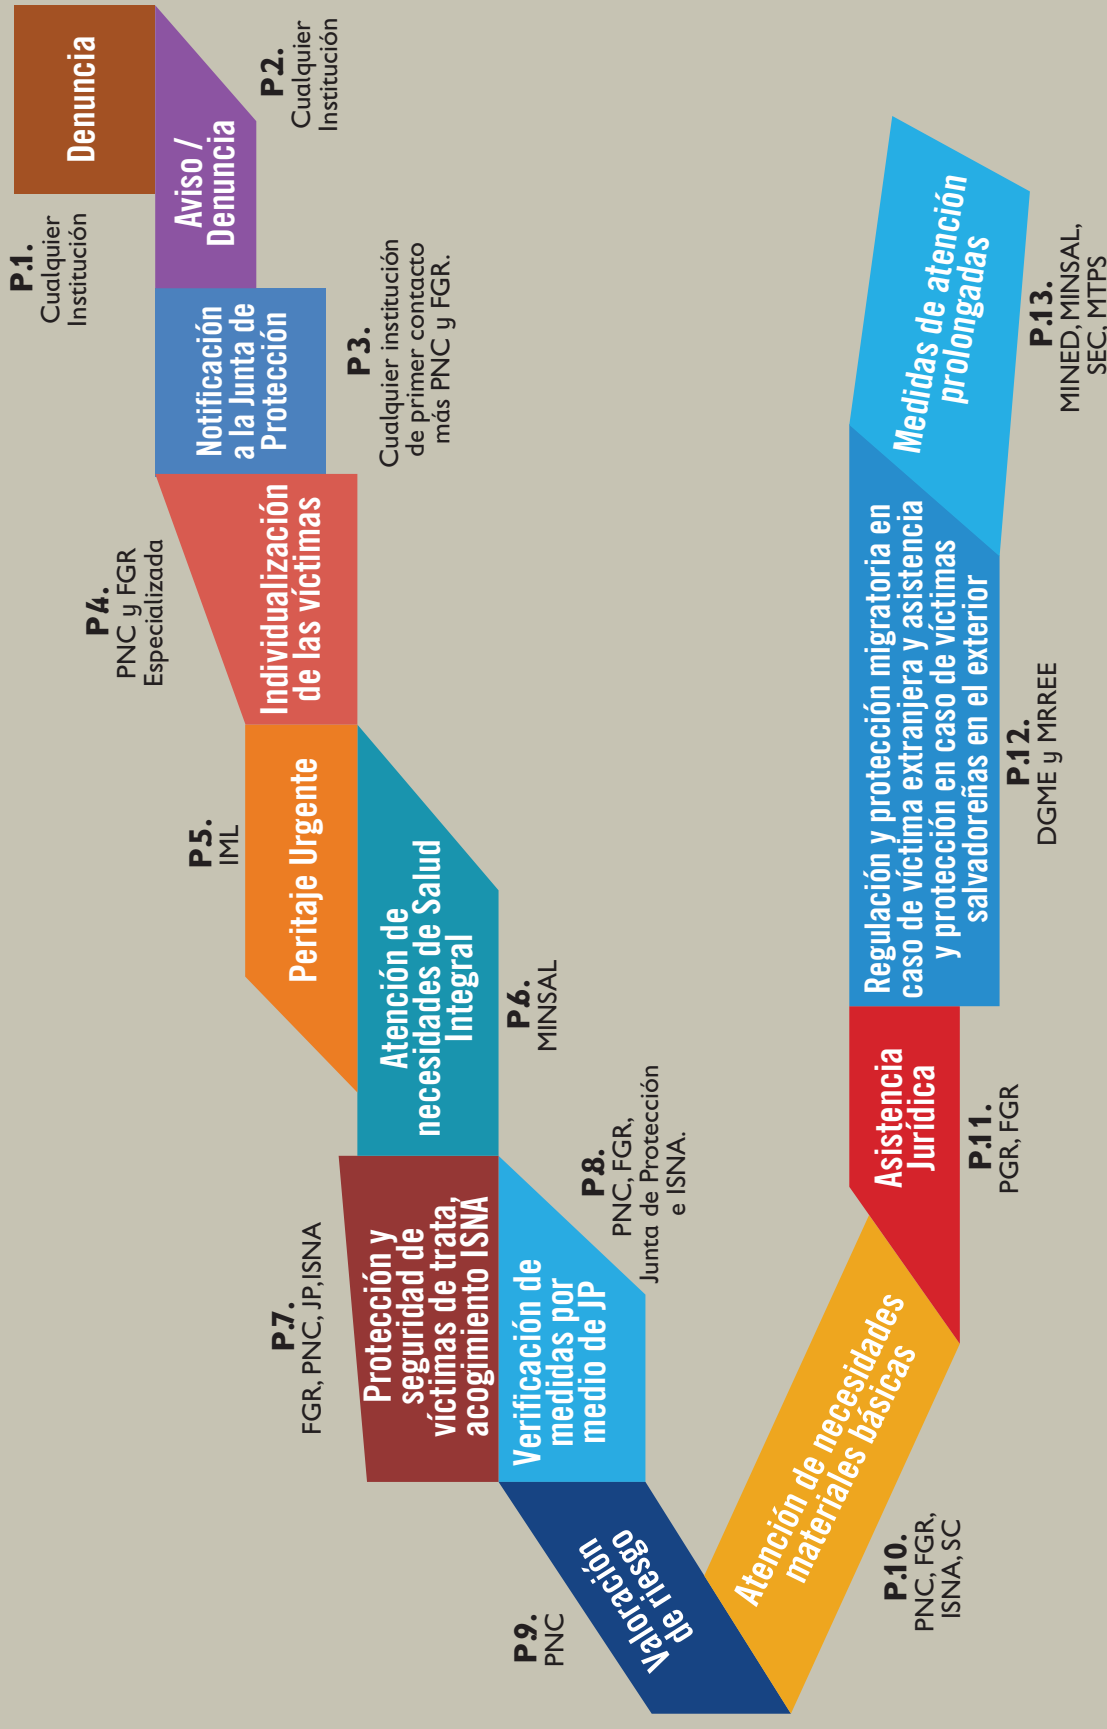 P.1.
Cualquier
Institución
Denuncia
Aviso /
Denuncia
P.2.
Cualquier
Institución
Notificación
a la Junta de
Protección
P.3.
Cualquier institución
de primer contacto
más PNC y FGR.
P.4.
PNC y FGR
Especializada
Individualización
de las víctimas
P.5.
IML
Peritaje Urgente
Atención de
necesidades de Salud
Integral
P.6.
MINSAL
P.7.
FGR, PNC, JP,ISNA
Protección y
seguridad de
víctimas de trata,
acogimiento ISNA
Verificación de
medidas por
medio de JP
P.8.
PNC, FGR,
Junta de Protección
e ISNA.
P.9.
PNC
Valoración
de riesgo
Atención de necesidades
materiales básicas
P.10.
PNC, FGR,
ISNA, SC
Asistencia
Jurídica
P.11.
PGR, FGR
Regulación y protección migratoria en
caso de víctima extranjera y asistencia
y protección en caso de víctimas
salvadoreñas en el exterior
P.12.
DGME y MRREE
Medidas de atención
prolongadas
P.13.
MINED, MINSAL,
SEC, MTPS